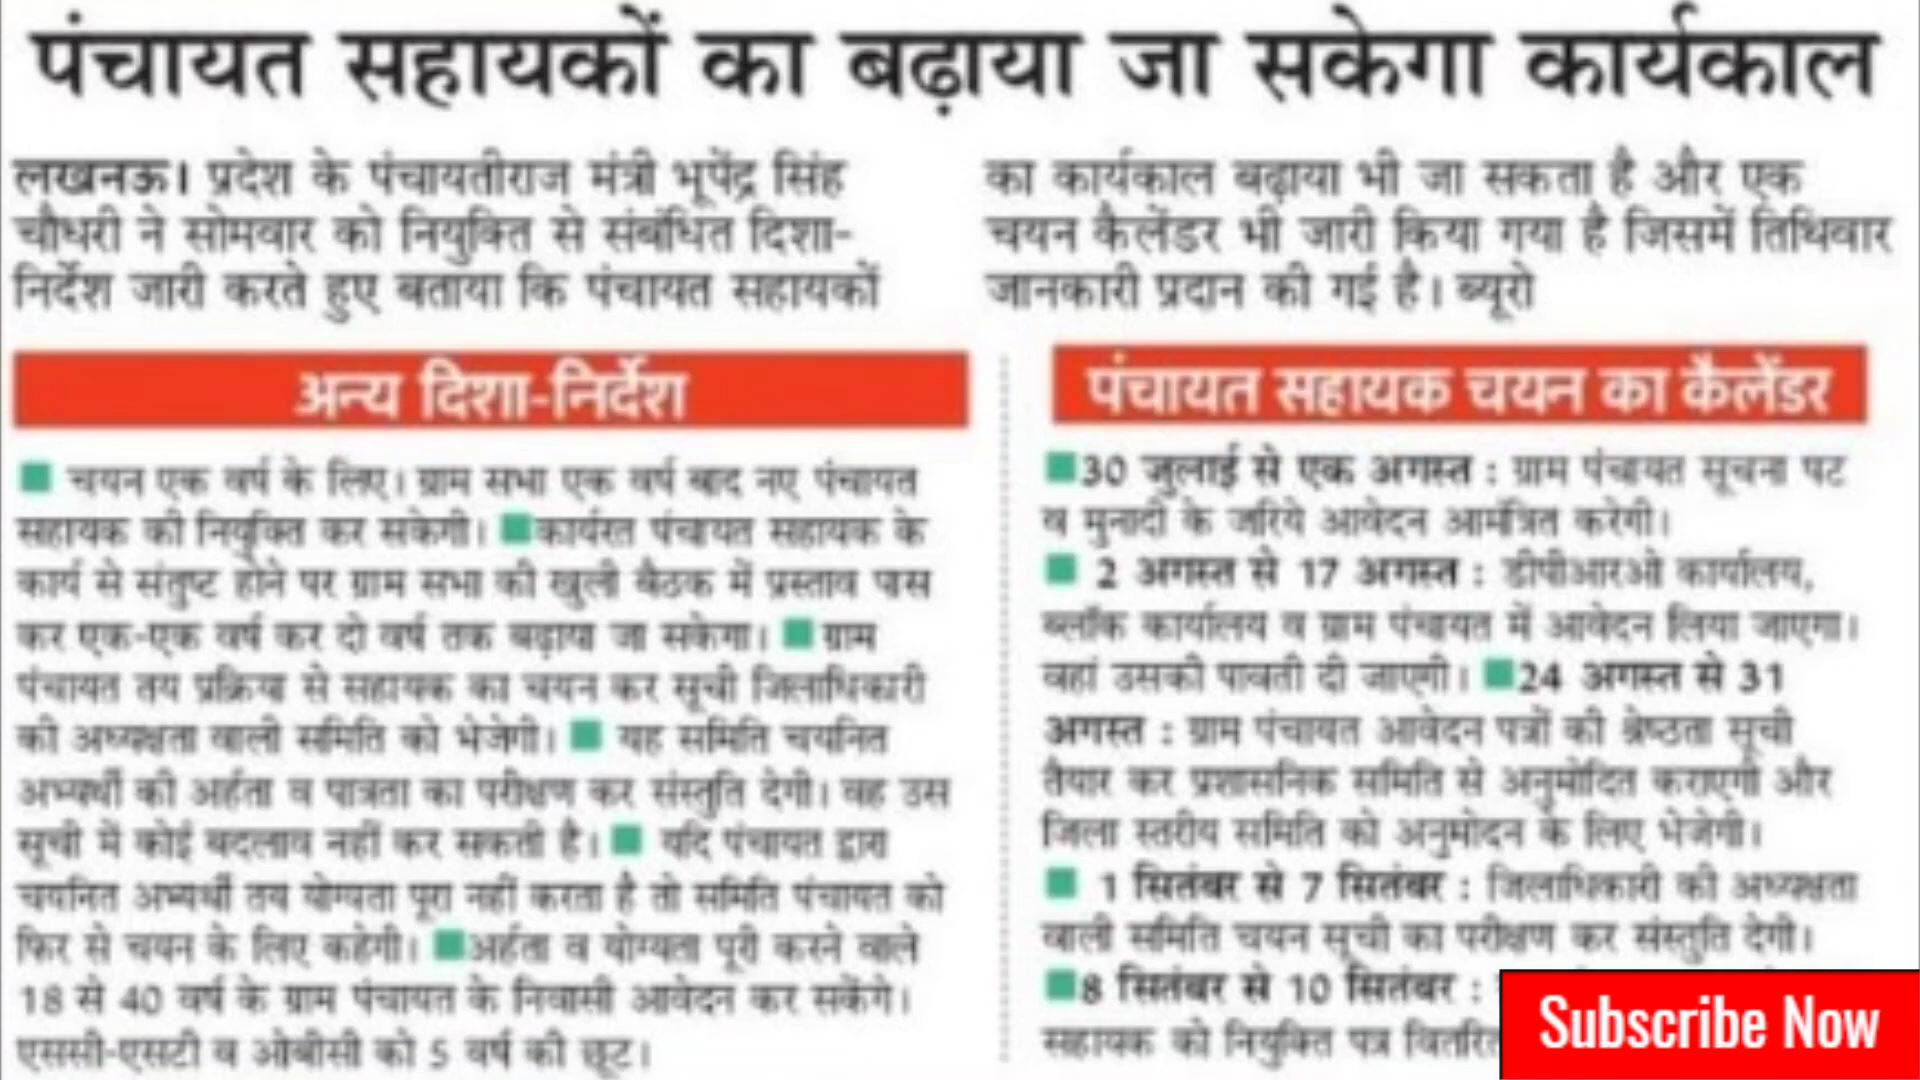 पंचायत सहायकों का बढ़ाया जा सकेगा कार्यकाल
लखनऊ। प्रदेश के पंचायतीराज मंत्री भूपेंद्र सिंह
चौधरी ने सोमवार को नियुक्ति से संबंधित दिशा-
निर्देश जारी करते हुए बताया कि पंचायत सहायकों
का कार्यकाल बढ़ाया भी जा सकता है और एक
चयन कैलेंडर भी जारी किया गया है जिसमें तिथिवार
जानकारी प्रदान की गई है। ब्यूरो
अन्य दिशा-निर्देश
■ चयन एक वर्ष के लिए। ग्राम सभा एक वर्ष बाद नए पंचायत
सहायक की नियुक्ति कर सकेगी। ■कार्यरत पंचायत सहायक के
कार्य से संतुष्ट होने पर ग्राम सभा की खुली बैठक में प्रस्ताव पास
कर एक-एक वर्ष कर दो वर्ष तक बढ़ाया जा सकेगा। ■ग्राम
पंचायत तय प्रक्रिया से सहायक का चयन कर सूची जिलाधिकारी
की अध्यक्षता वाली समिति को भेजेगी। ■ यह समिति चयनित
अभ्यर्थी की अर्हता व पात्रता का परीक्षण कर संस्तुति देगी। वह उस
सूची में कोई बदलाव नहीं कर सकती है। ■ यदि पंचायत द्वारा
चयनित अभ्यर्थी तय योग्यता पूरा नहीं करता है तो समिति पंचायत को
फिर से चयन के लिए कहेगी। ■अर्हता व योग्यता पूरी करने वाले
18 से 40 वर्ष के ग्राम पंचायत के निवासी आवेदन कर सकेंगे।
एससी-एसटी व ओबीसी को 5 वर्ष की छूट।
पंचायत सहायक चयन का कैलेंडर
■30 जुलाई से एक अगस्त : ग्राम पंचायत सूचना पट
व मुनादी के जरिये आवेदन आमंत्रित करेगी।
■ 2 अगस्त से 17 अगस्त : डीपीआरओ कार्यालय,
ब्लॉक कार्यालय व ग्राम पंचायत में आवेदन लिया जाएगा।
वहां उसकी पावती दी जाएगी। ■24 अगस्त से 31
अगस्त : ग्राम पंचायत आवेदन पत्रों की श्रेष्ठता सूची
तैयार कर प्रशासनिक समिति से अनुमोदित कराएगी और
जिला स्तरीय समिति को अनुमोदन के लिए भेजेगी।
■ 1 सितंबर से 7 सितंबर : जिलाधिकारी की अध्यक्षता
वाली समिति चयन सूची का परीक्षण कर संस्तुति देगी।
■8 सितंबर से 10 सितंबर :
सहायक को नियुक्ति पत्र वितरित
Subscribe Now